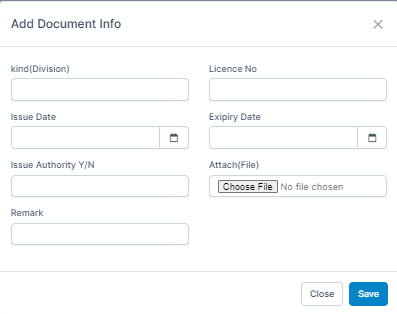 Add Document Info
kind(Division)
Licence No
Issue Date
Expipiry Date
Issue Authority Y/N
Attach(File)
Choose File No file chosen
Remark
Close
Save